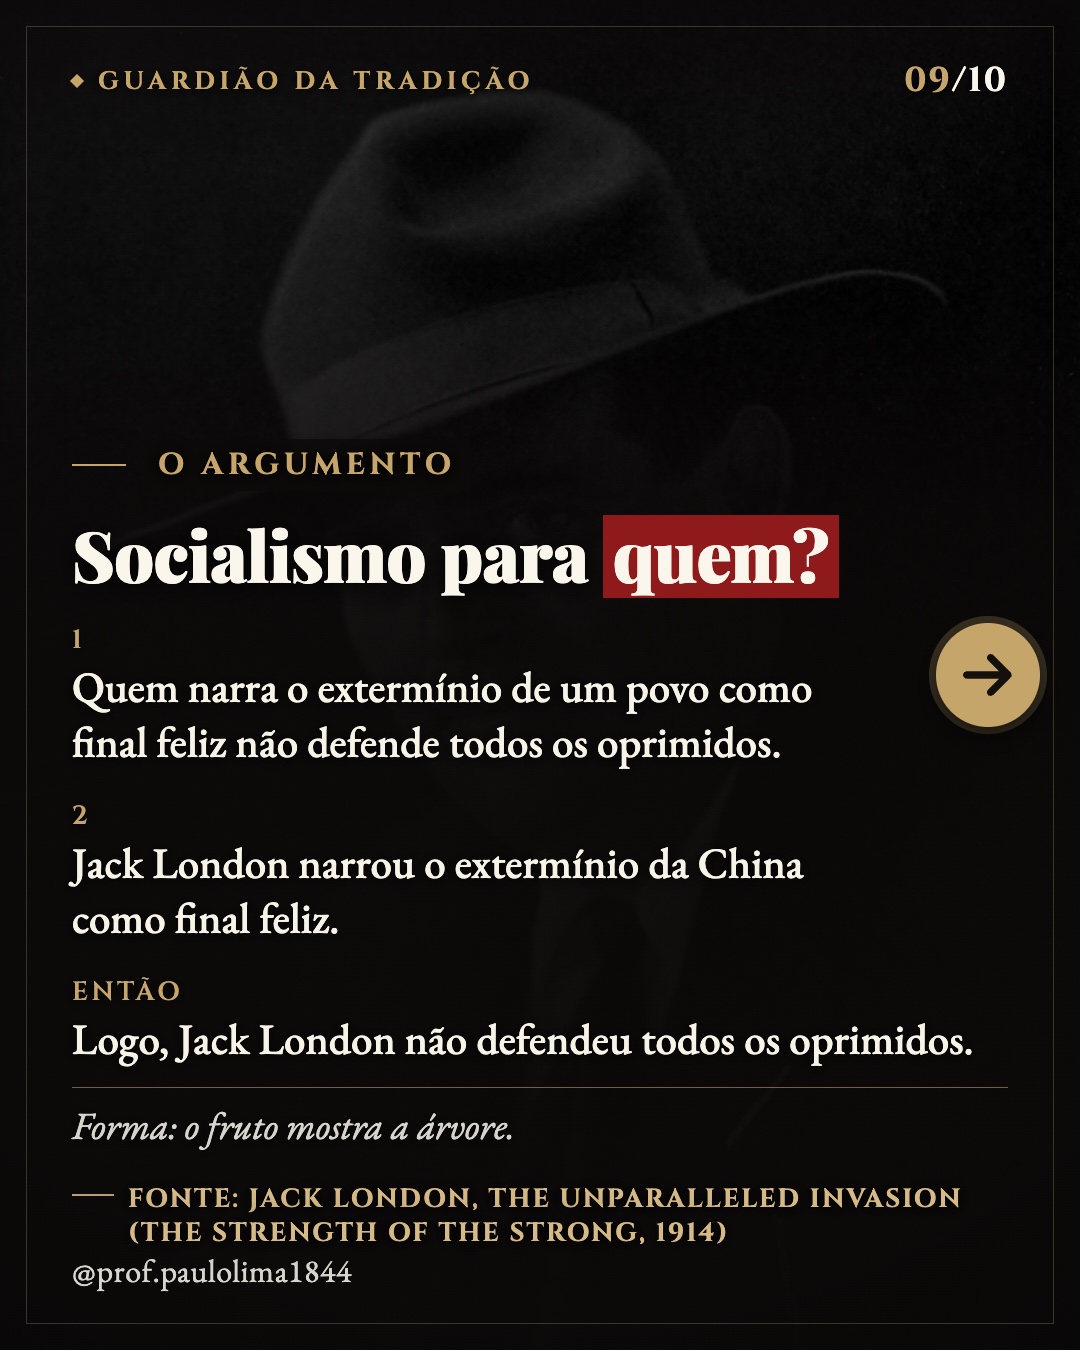 GUARDIÃO DA TRADIÇÃO
09/10
O ARGUMENTO
Socialismo para quem?
1
Quem narra o extermínio de um povo como
final feliz não defende todos os oprimidos.
2
Jack London narrou o extermínio da China
como final feliz.
ENTÃO
Logo, Jack London não defendeu todos os oprimidos.
Forma: o fruto mostra a árvore.
FONTE: JACK LONDON, THE UNPARALLELED INVASION
(THE STRENGTH OF THE STRONG, 1914)
@prof.paulolima1844